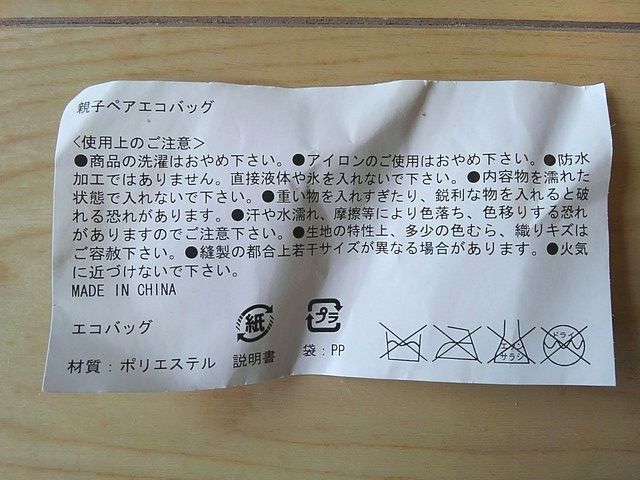 親子ペアエコバッグ
<使用上のご注意>
●商品の洗濯はおやめ下さい。●アイロンのご使用はおやめ下さい。●防水
加工ではありません。直接液体や氷を入れないで下さい。●内容物を濡れた
状態で入れないで下さい。●重い物を入れすぎたり、鋭利な物を入れると破
れる恐れがあります。●汗や水濡れ、摩擦等により色落ち、色移りする恐れ
がありますのでご注意下さい。●生地の特性上、多少の色むら、織りキズは
ご容赦下さい。●縫製の都合上若干サイズが異なる場合があります。●火気
に近づけないで下さい。
MADE IN CHINA
エコバッグ
材質：ポリエステル
紙
説明書
プラ
袋：PP
エンソ
サラシ
ドライ